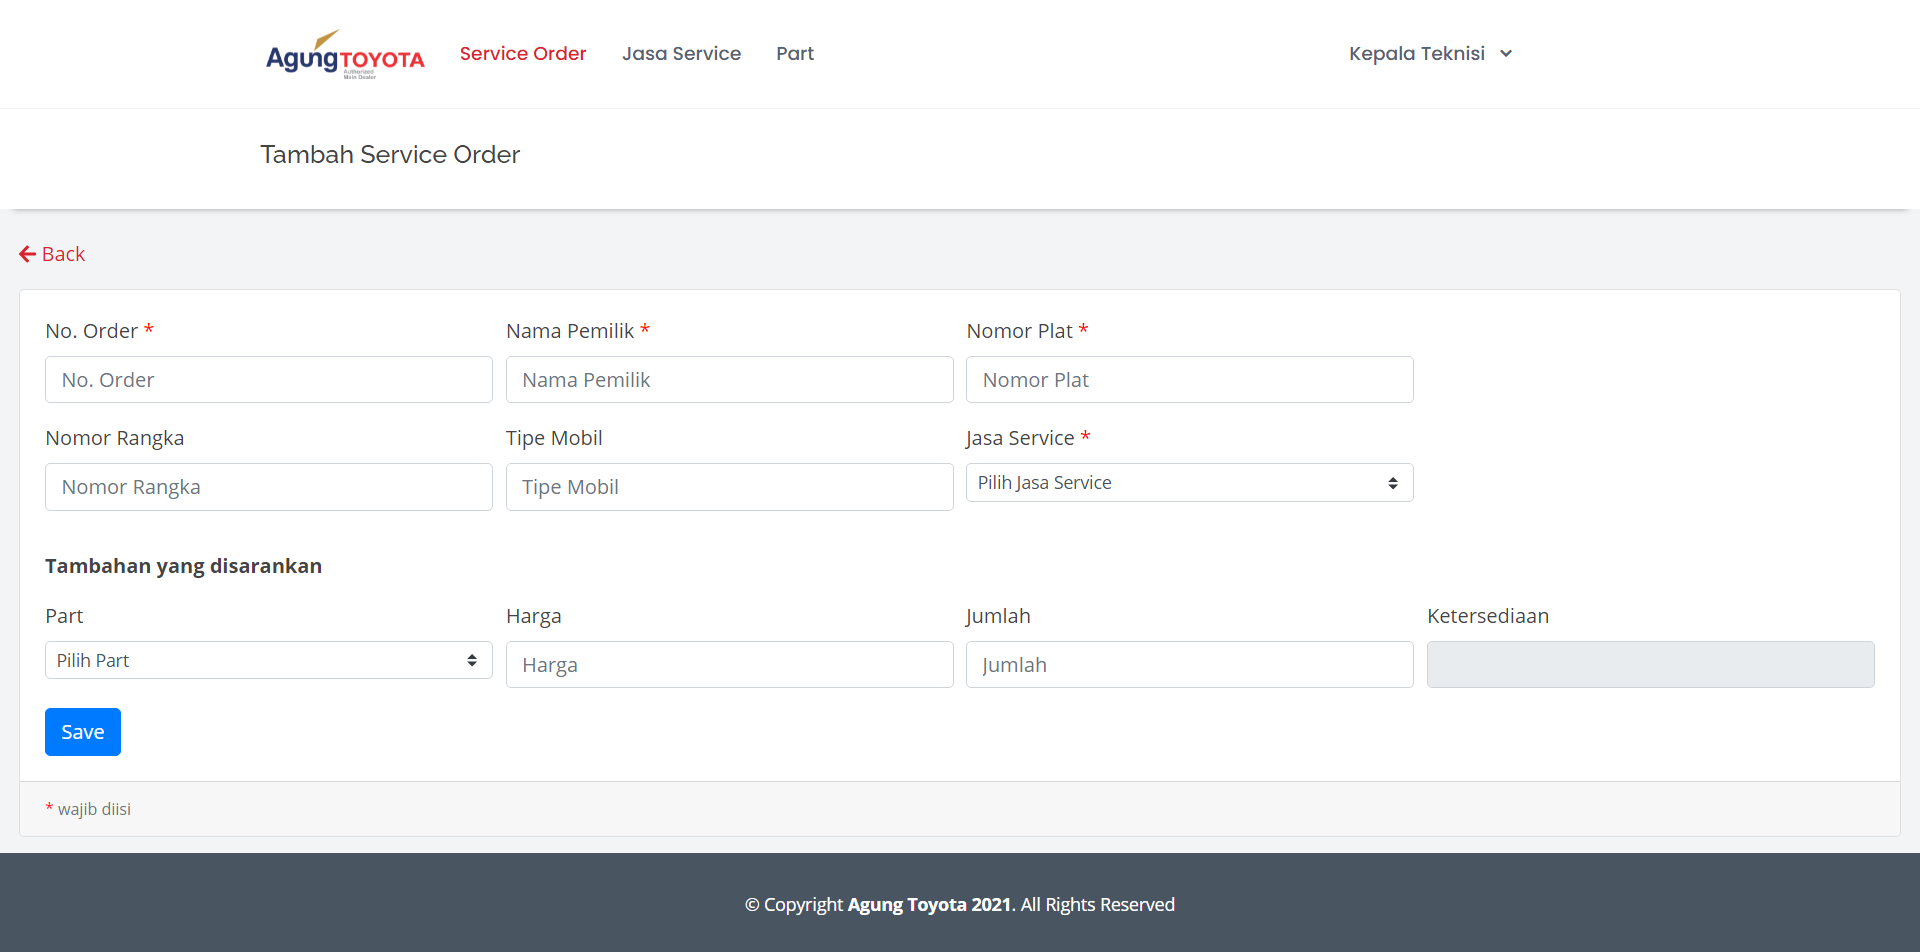 AgungTOYOTA
Authorized
Main Dealer
Service Order
Jasa Service
Part
Kepala Teknisi
Tambah Service Order
Back
No. Order *
Nama Pemilik *
Nomor Plat *
No. Order
Nama Pemilik
Nomor Plat
Nomor Rangka
Tipe Mobil
Jasa Service *
Nomor Rangka
Tipe Mobil
Pilih Jasa Service
Tambahan yang disarankan
Part
Harga
Jumlah
Ketersediaan
Pilih Part
Harga
Jumlah
Save
* wajib diisi
© Copyright Agung Toyota 2021. All Rights Reserved